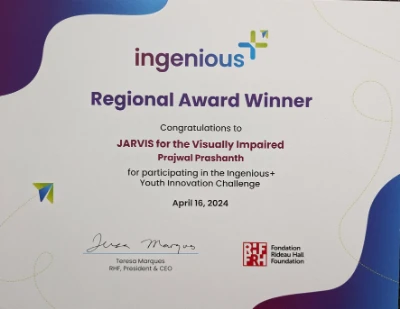 ingenious+
Regional Award Winner
Congratulations to
JARVIS for the Visually Impaired
Prajwal Prashanth
for participating in the Ingenious+
Youth Innovation Challenge
April 16, 2024
Teresa Marques
Teresa Marques
RHF, President & CEO
RHF
FRH
Fondation
Rideau Hall
Foundation